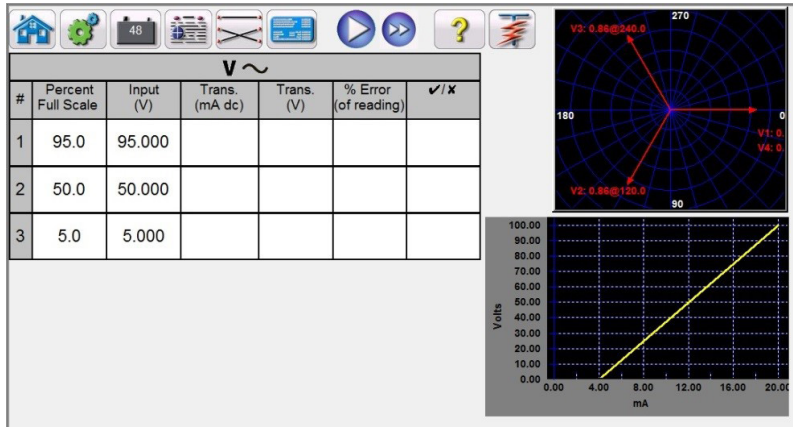 48
?
V ~
# Percent Full Scale Input (V) Trans. (mA dc) Trans. (V) % Error (of reading) ✔/✘
1 95.0 95.000
2 50.0 50.000
3 5.0 5.000
270
V3: 0.86@240.0
180
0
V1: 0.
V4: 0.
V2: 0.86@120.0
90
100.00
90.00
80.00
70.00
60.00
50.00
40.00
30.00
20.00
10.00
0.00
Volts
0.00 4.00 8.00 12.00 16.00 20.00
mA